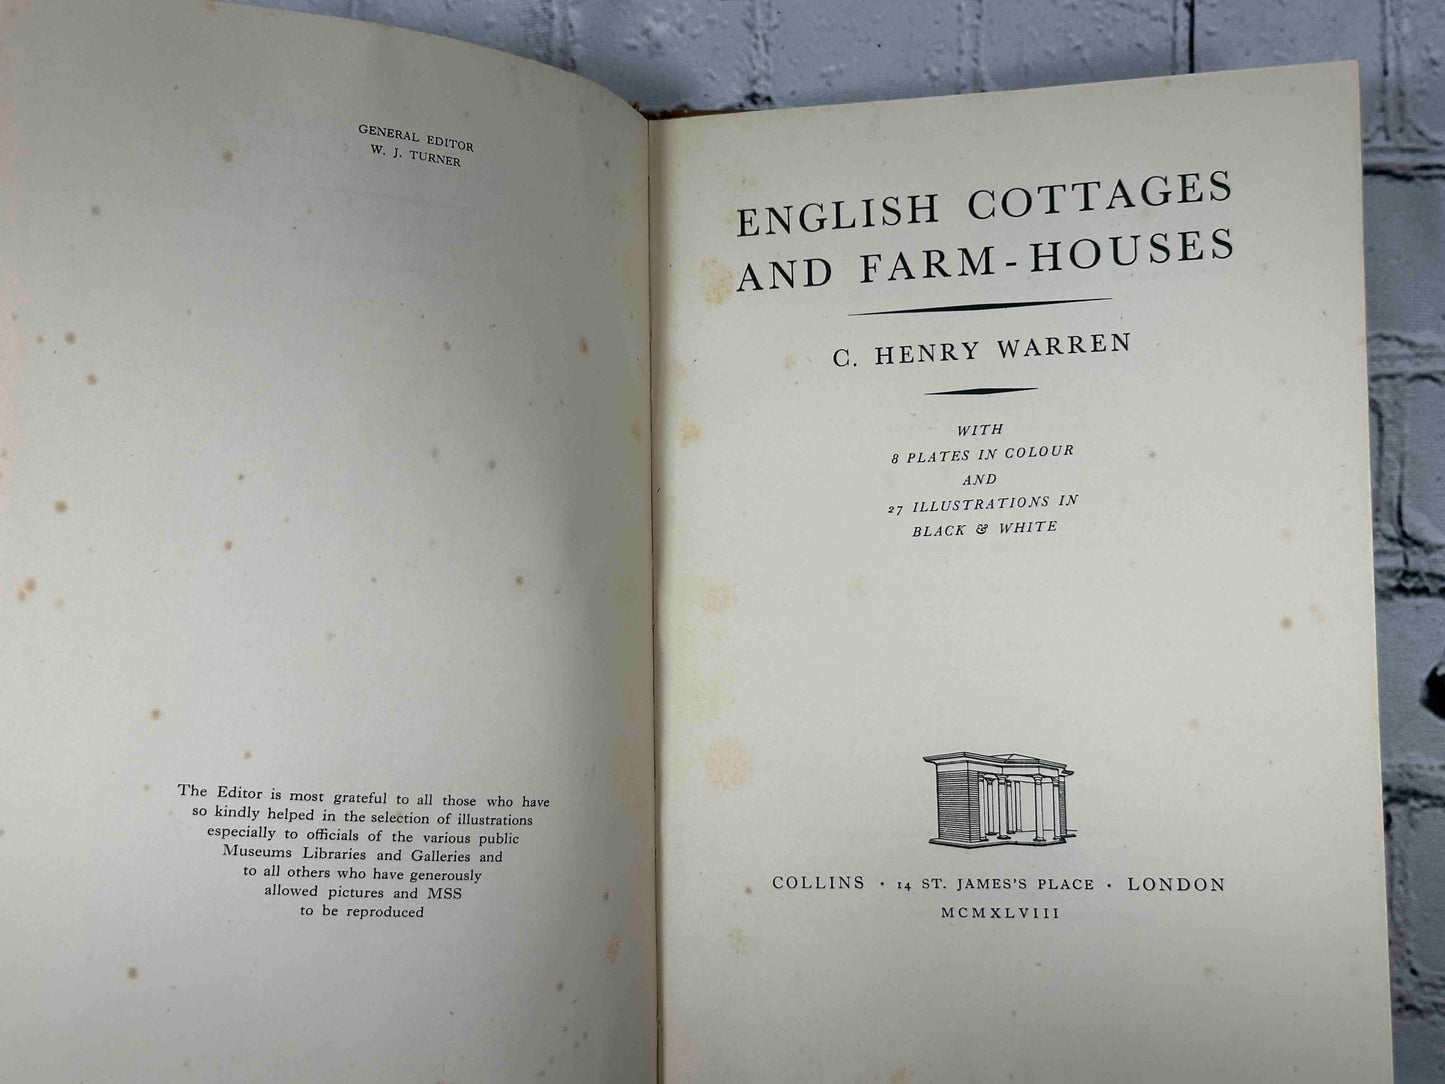 GENERAL EDITOR
W. J. TURNER
The Editor is most grateful to all those who have
so kindly helped in the selection of illustrations
especially to officials of the various public
Museums Libraries and Galleries and
to all others who have generously
allowed pictures and MSS
to be reproduced
ENGLISH COTTAGES
AND FARM-HOUSES
C. HENRY WARREN
WITH
8 PLATES IN COLOUR
AND
27 ILLUSTRATIONS IN
BLACK & WHITE
COLLINS · 14 ST. JAMES'S PLACE · LONDON
MCMXLVIII